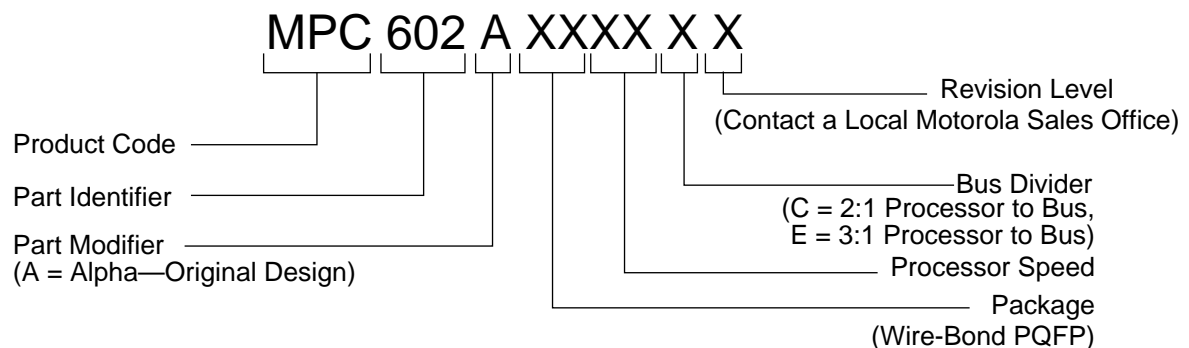 MPC 602 A XXXX X X
Revision Level
(Contact a Local Motorola Sales Office)
Product Code
Part Identifier
Bus Divider
(C = 2:1 Processor to Bus,
E = 3:1 Processor to Bus)
Part Modifier
(A = Alpha—Original Design)
Processor Speed
Package
(Wire-Bond PQFP)